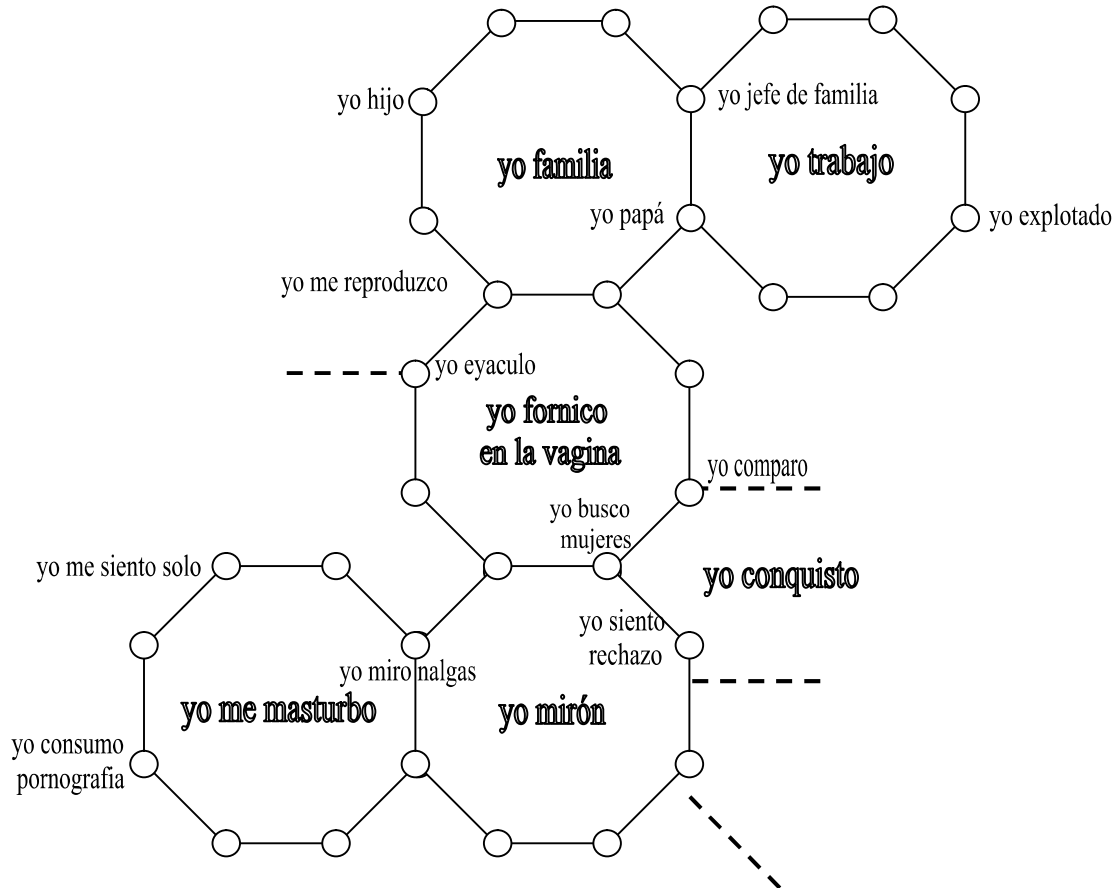 yo hijo
yo jefe de familia
yo familia
yo trabajo
yo papá
yo explotado
yo me reproduzco
yo eyaculo
yo fornico
en la vagina
yo comparo
yo busco
mujeres
yo me siento solo
yo conquisto
yo siento
rechazo
yo miro nalgas
yo me masturbo
yo mirón
yo consumo
pornografia